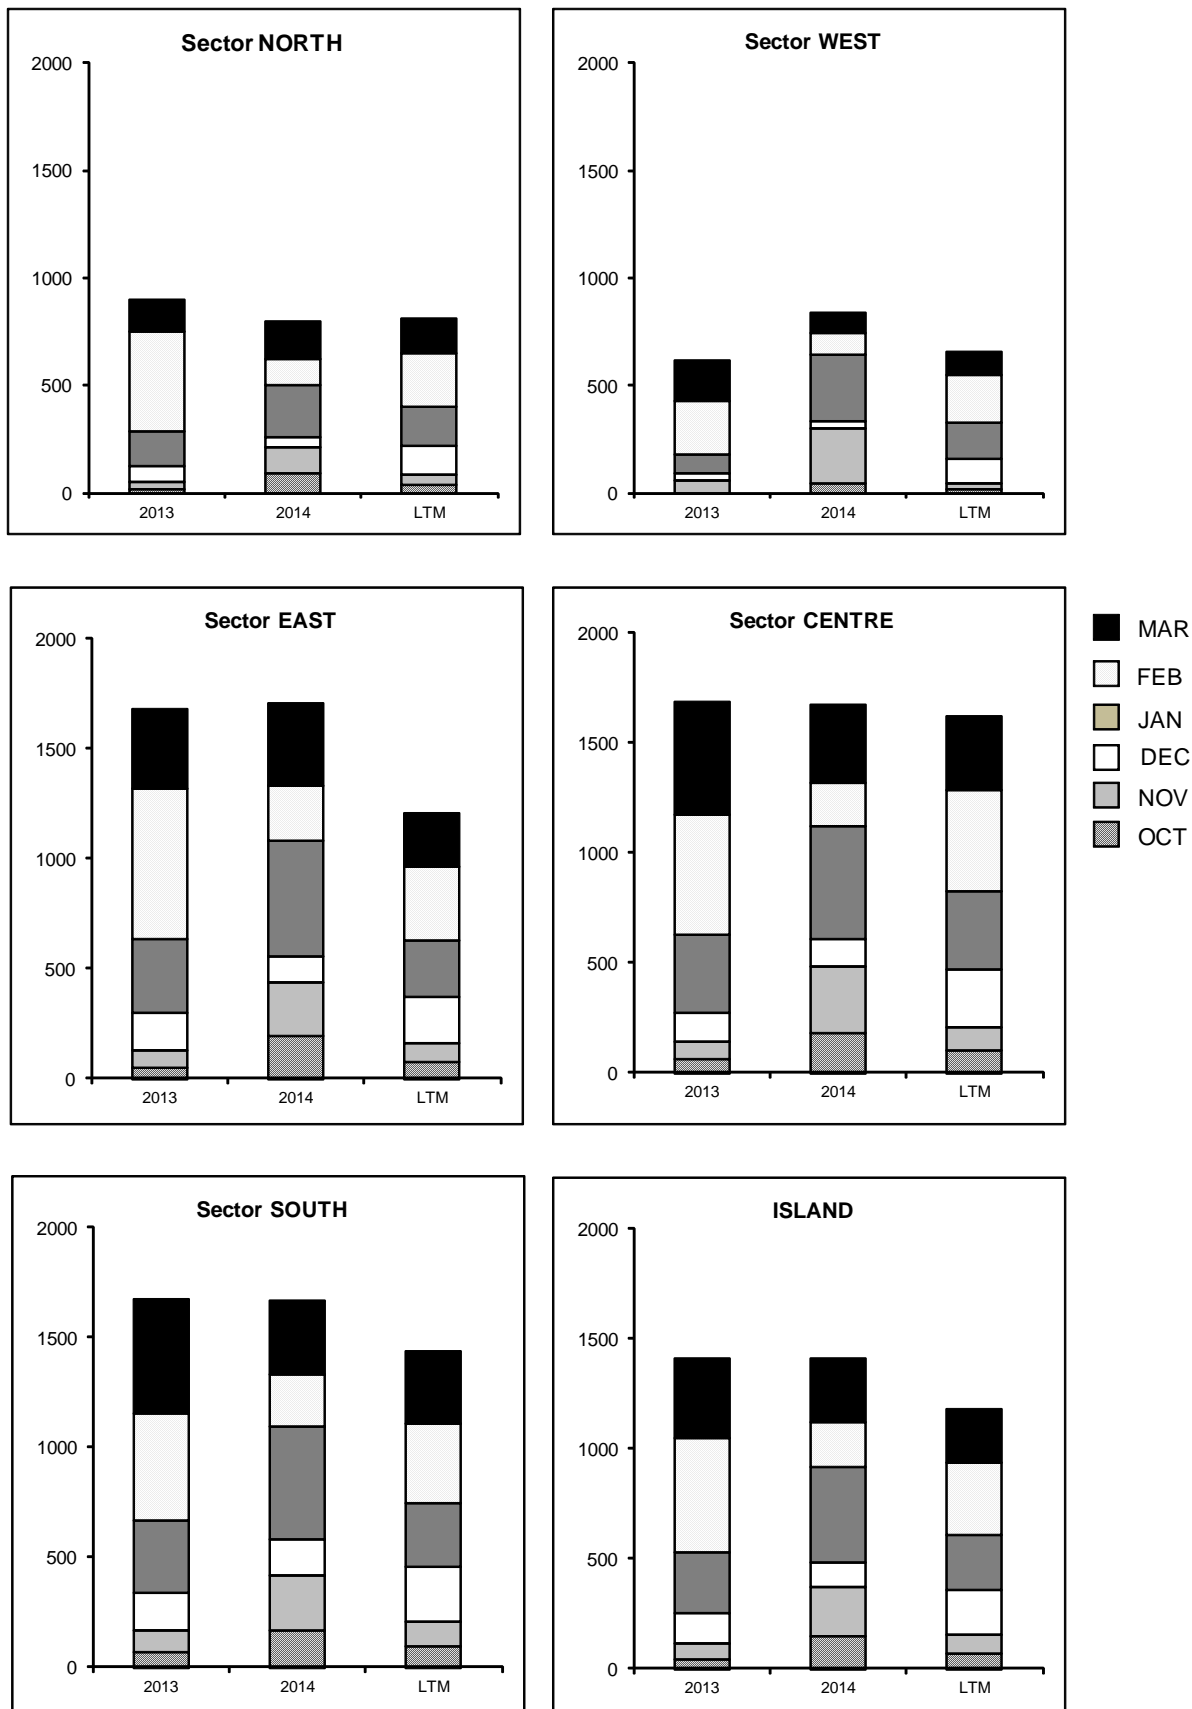 Sector NORTH
2000
1500
1000
500
0
2013 2014 LTM
Sector WEST
2000
1500
1000
500
0
2013 2014 LTM
Sector EAST
2000
1500
1000
500
0
2013 2014 LTM
Sector CENTRE
2000
1500
1000
500
0
2013 2014 LTM
MAR
FEB
JAN
DEC
NOV
OCT
Sector SOUTH
2000
1500
1000
500
0
2013 2014 LTM
ISLAND
2000
1500
1000
500
0
2013 2014 LTM